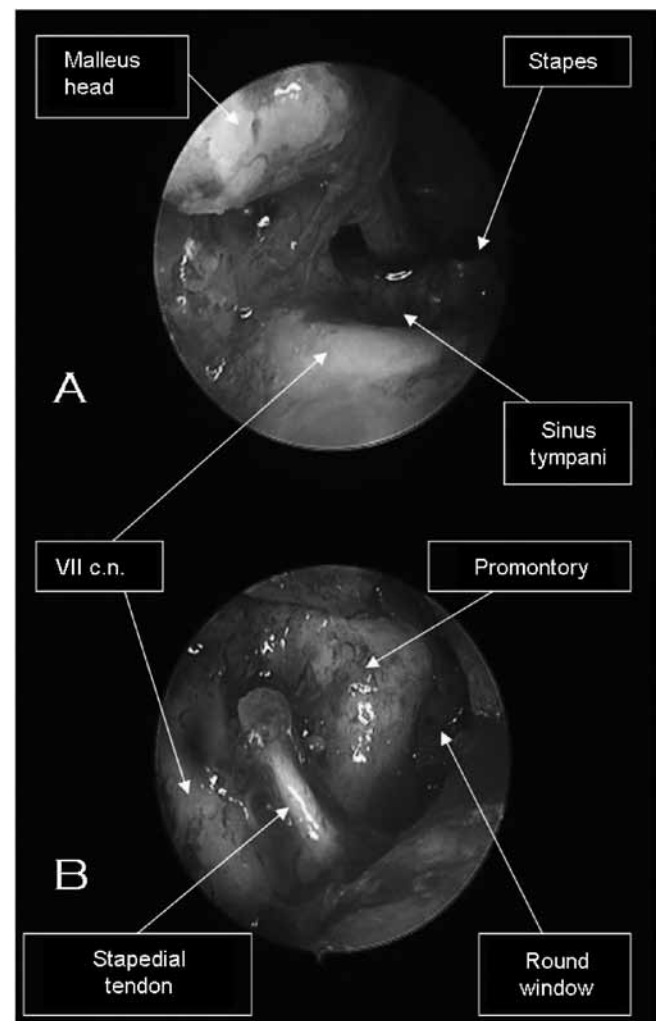 Malleus
head
Stapes
A
Sinus
tympani
VII c.n.
Promontory
B
Stapedial
tendon
Round
window